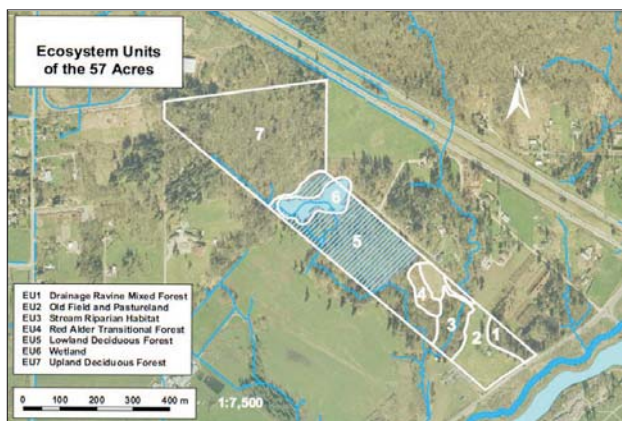 Ecosystem Units
of the 57 Acres
N
7
6
5
4
3
2
1
EU1 Drainage Ravine Mixed Forest
EU2 Old Field and Pastureland
EU3 Stream Riparian Habitat
EU4 Red Alder Transitional Forest
EU5 Lowland Deciduous Forest
EU6 Wetland
EU7 Upland Deciduous Forest
0 50 100 200 300 400 m
1:7,500